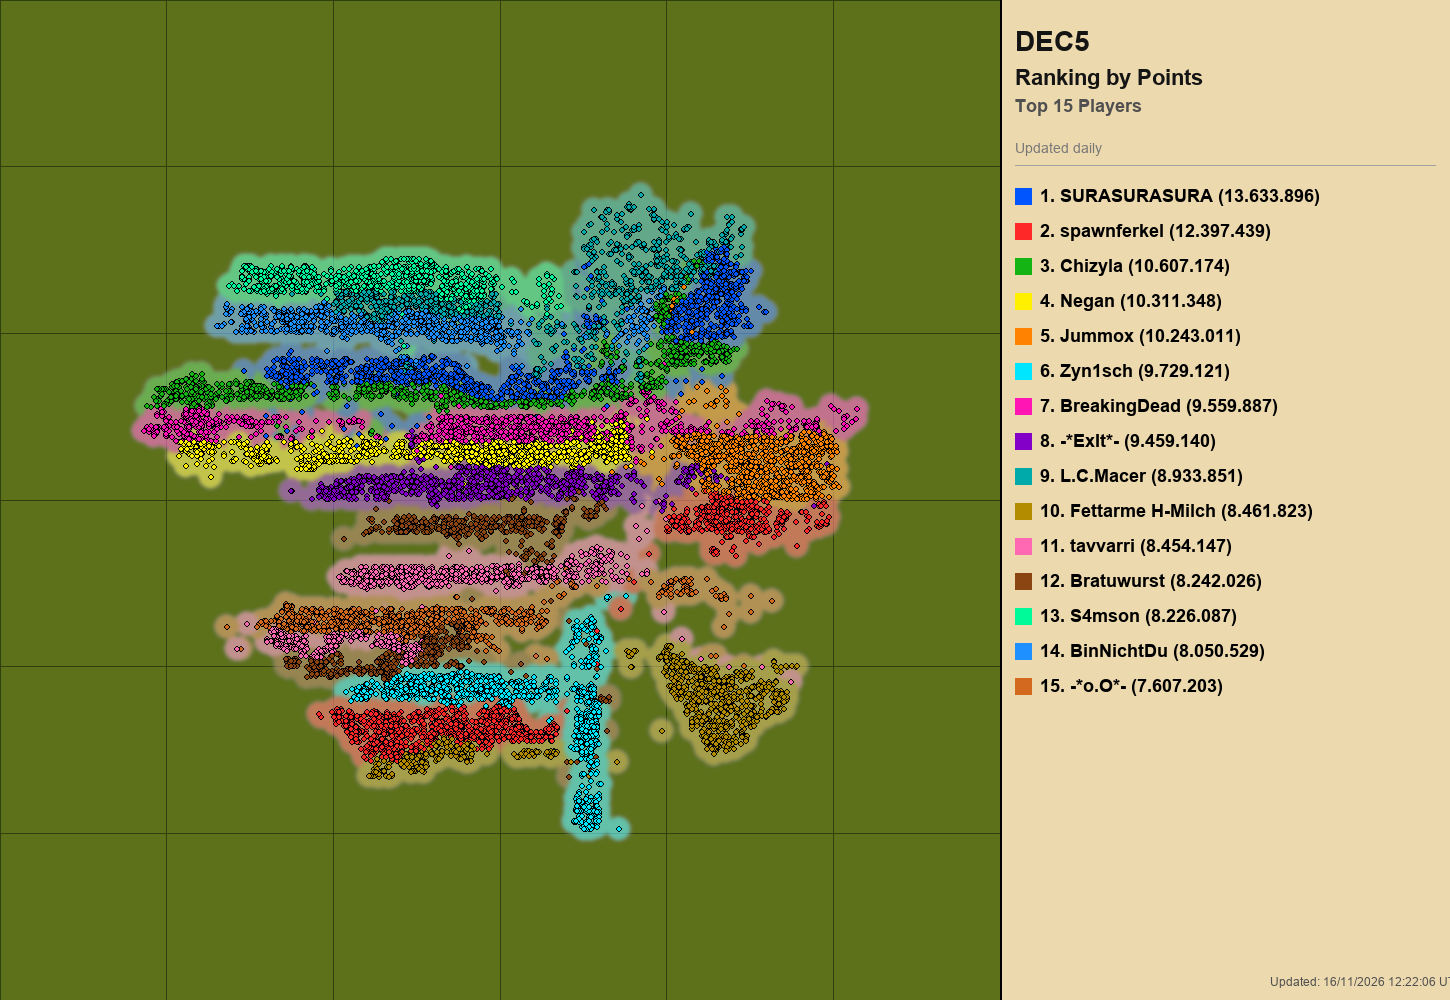 DEC5
Ranking by Points
Top 15 Players
Updated daily
1. SURASURASURA (13.633.896)
2. spawnferkel (12.397.439)
3. Chizyla (10.607.174)
4. Negan (10.311.348)
5. Jummox (10.243.011)
6. Zyn1sch (9.729.121)
7. BreakingDead (9.559.887)
8. -*ExIt*- (9.459.140)
9. L.C.Macer (8.933.851)
10. Fettarme H-Milch (8.461.823)
11. tavvarri (8.454.147)
12. Bratuwurst (8.242.026)
13. S4mson (8.226.087)
14. BinNichtDu (8.050.529)
15. -*o.O*- (7.607.203)
Updated: 16/11/2026 12:22:06